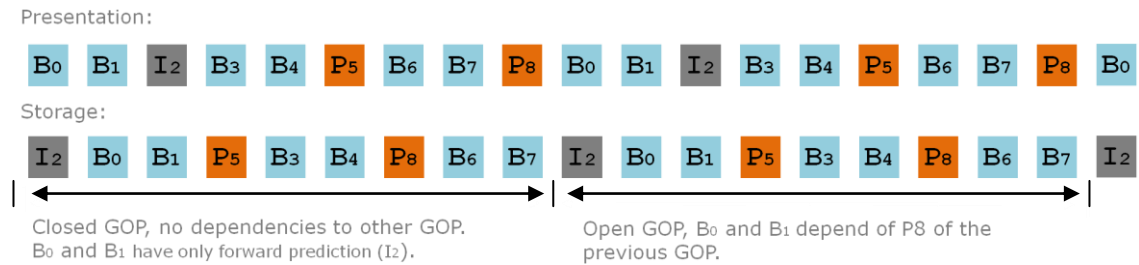 Presentation:
B0 B1 I2 B3 B4 P5 B6 B7 P8 B0 B1 I2 B3 B4 P5 B6 B7 P8 B0
Storage:
I2 B0 B1 P5 B3 B4 P8 B6 B7 I2 B0 B1 P5 B3 B4 P8 B6 B7 I2
Closed GOP, no dependencies to other GOP.
B0 and B1 have only forward prediction (I2).
Open GOP, B0 and B1 depend of P8 of the
previous GOP.